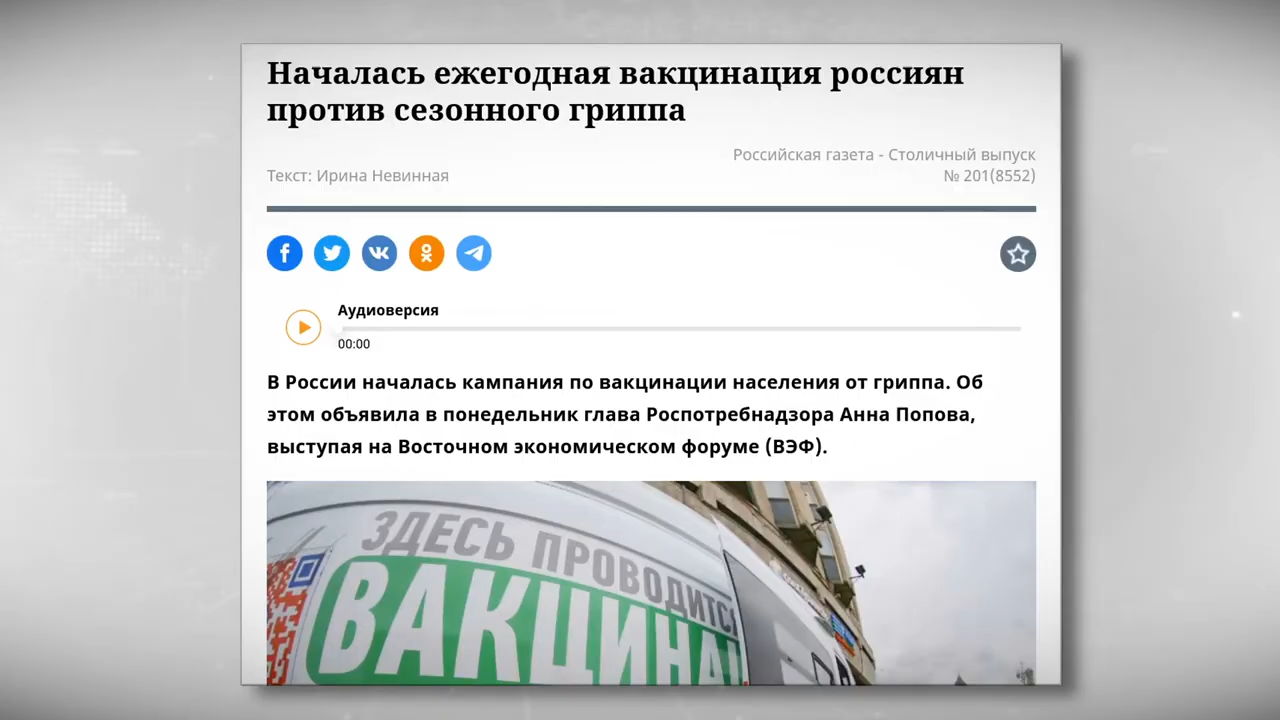 Началась ежегодная вакцинация россиян
против сезонного гриппа
Российская газета - Столичный выпуск
Текст: Ирина Невинная
№ 201(8552)
Аудиоверсия
00:00
В России началась кампания по вакцинации населения от гриппа. Об
этом объявила в понедельник глава Роспотребнадзора Анна Попова,
выступая на Восточном экономическом форуме (ВЭФ).
ЗДЕСЬ ПРОВОДИТС
ВАКЦИНА